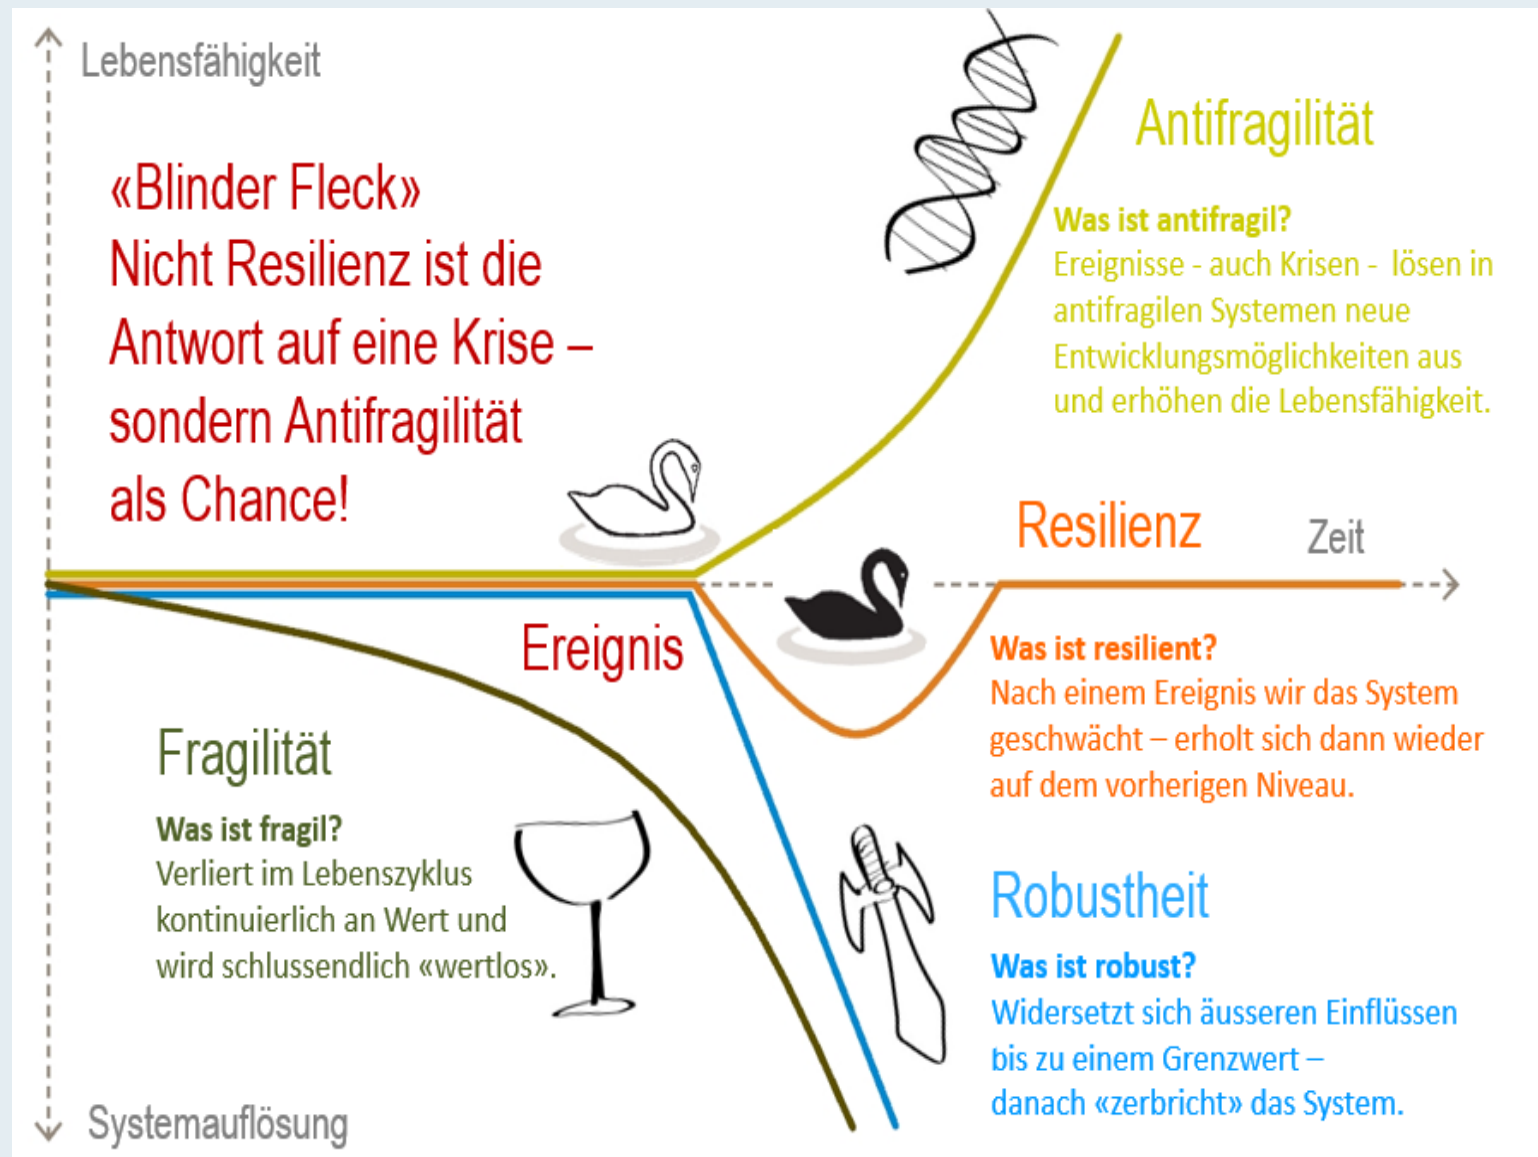 Lebensfähigkeit
«Blinder Fleck»
Nicht Resilienz ist die
Antwort auf eine Krise –
sondern Antifragilität
als Chance!
Antifragilität
Was ist antifragil?
Ereignisse - auch Krisen - lösen in
antifragilen Systemen neue
Entwicklungsmöglichkeiten aus
und erhöhen die Lebensfähigkeit.
Resilienz
Zeit
Ereignis
Was ist resilient?
Nach einem Ereignis wir das System
geschwächt – erholt sich dann wieder
auf dem vorherigen Niveau.
Fragilität
Was ist fragil?
Verliert im Lebenszyklus
kontinuierlich an Wert und
wird schlussendlich «wertlos».
Robustheit
Was ist robust?
Widersetzt sich äusseren Einflüssen
bis zu einem Grenzwert –
danach «zerbricht» das System.
Systemauflösung